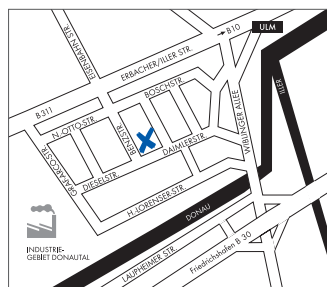 B10
ULM
EISENBAHN STR.
ERBACHER/ILLER STR.
ILLER
BOSCHSTR.
B 311
N.-OTTO-STR.
BENZSTR.
WIBLINGER ALLEE
DAIMLERSTR.
GRAF-ARCO-STR.
DIESELSTR.
H.-LORENSER-STR.
DONAU
INDUSTRIE-
GEBIET DONAUTAL
LAUPHEIMER STR.
Friedrichshafen B 30